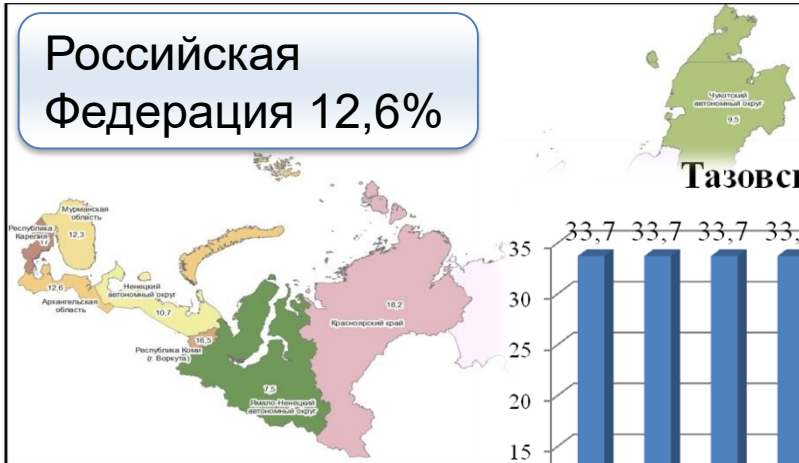 Российская
Федерация 12,6%
Чукотский
автономный округ
9,5
Тазовс
Мурманская
область
12,3
Республика
Карелия
12,6
Архангельская
область
Ненецкий
автономный округ
10,7
16,5
Республика Коми
(г. Воркута)
18,2
Красноярский край
7,5
Ямало-Ненецкий
автономный округ
33,7 33,7 33,7 33,
35
30
25
20
15